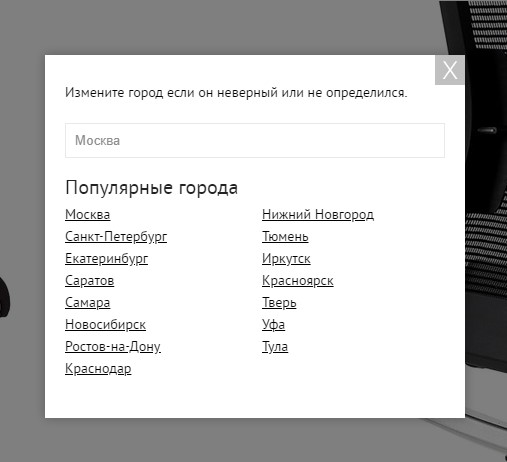 X
Измените город если он неверный или не определился.
Москва
Популярные города
Москва
Санкт-Петербург
Екатеринбург
Саратов
Самара
Новосибирск
Ростов-на-Дону
Краснодар
Нижний Новгород
Тюмень
Иркутск
Красноярск
Тверь
Уфа
Тула